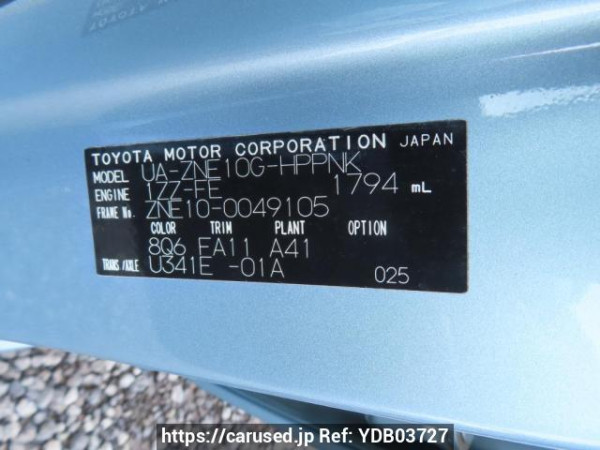 TOYOTA MOTOR CORPORATION JAPAN
MODEL UA-ZNE10G-HPPNK
ENGINE 1ZZ-FE 1794 mL
FRAME No. ZNE10-0049105
COLOR TRIM PLANT OPTION
8Q6 FA11 A41
TRANS/AXLE U341E -01A 025
https://carused.jp Ref: YDB03727